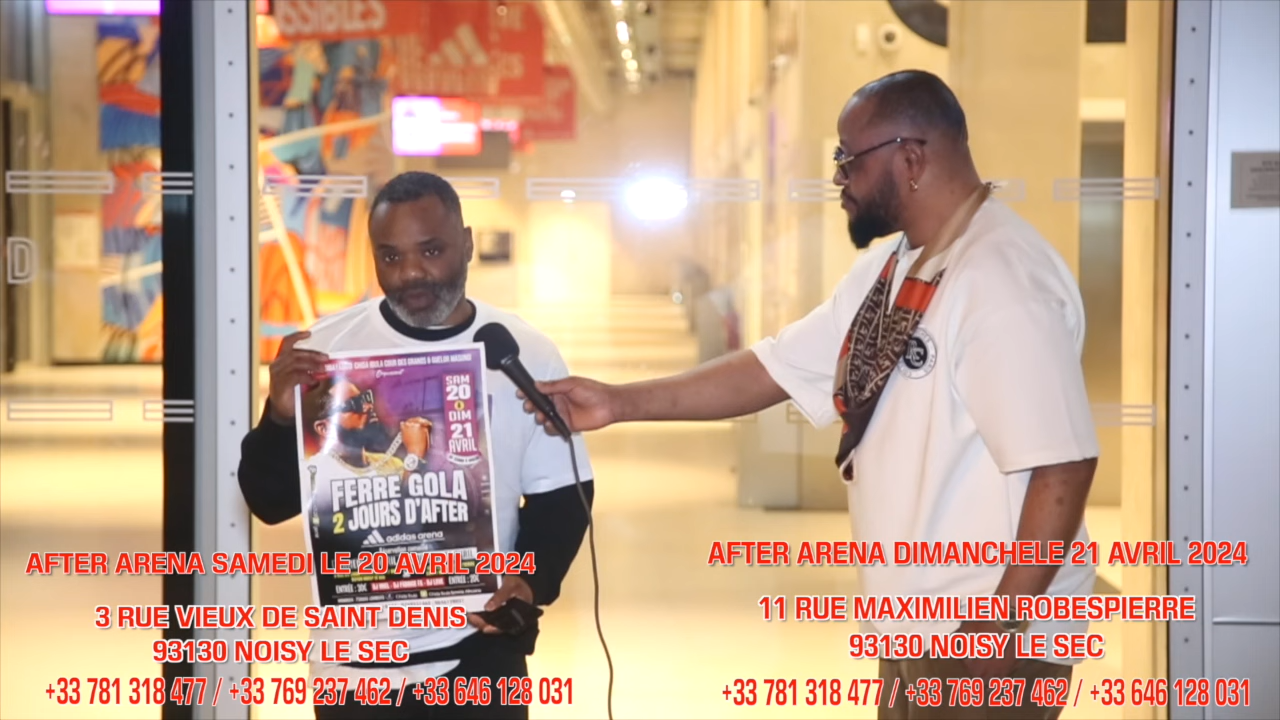 SSIBLES
D
SAM
20
DIM
21
AVRIL
FERRE GOLA
2 JOURS D'AFTER
adidas arena
AFTER ARENA SAMEDI LE 20 AVRIL 2024
3 RUE VIEUX DE SAINT DENIS
93130 NOISY LE SEC
+33 781 318 477 / +33 769 237 462 / +33 646 128 031
AFTER ARENA DIMANCHELE 21 AVRIL 2024
11 RUE MAXIMILIEN ROBESPIERRE
93130 NOISY LE SEC
+33 781 318 477 / +33 769 237 462 / +33 646 128 031